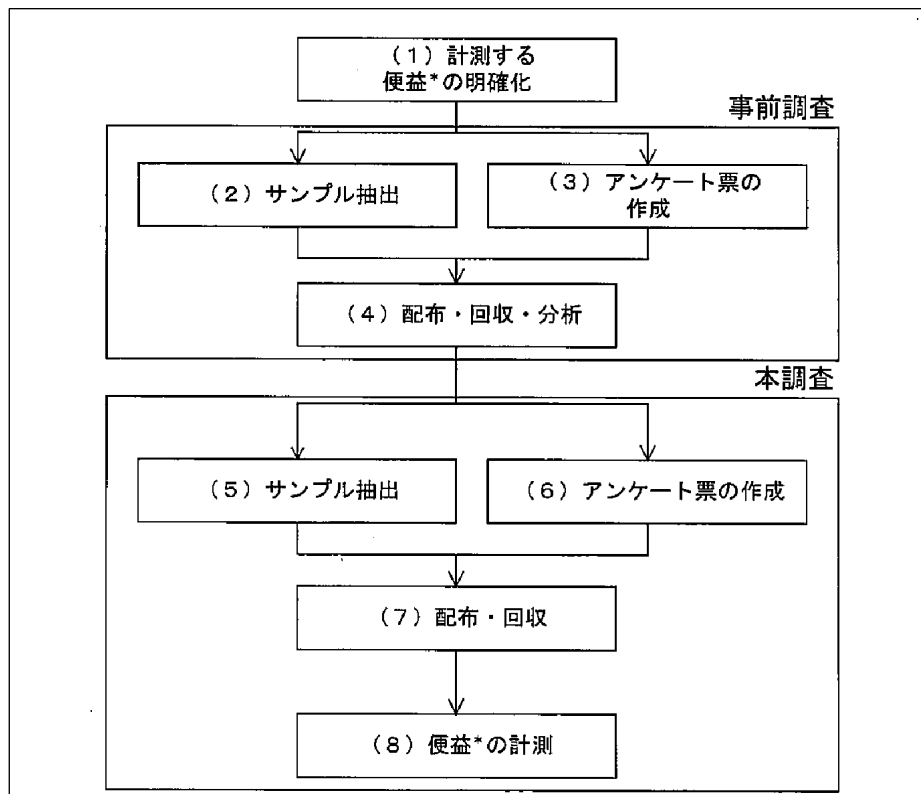 （１）計測する
便益*の明確化
事前調査
（２）サンプル抽出
（３）アンケート票の
作成
（４）配布・回収・分析
本調査
（５）サンプル抽出
（６）アンケート票の作成
（７）配布・回収
（８）便益*の計測